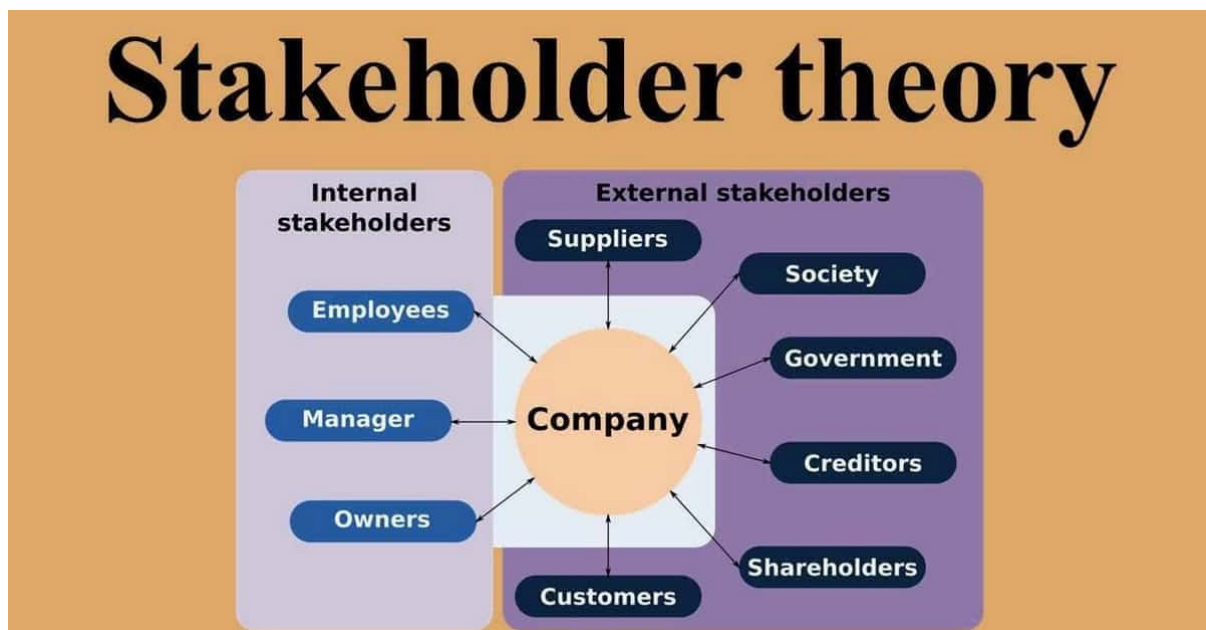 Stakeholder theory
Internal
stakeholders
Employees
Manager
Owners
Company
External stakeholders
Suppliers
Society
Government
Creditors
Shareholders
Customers